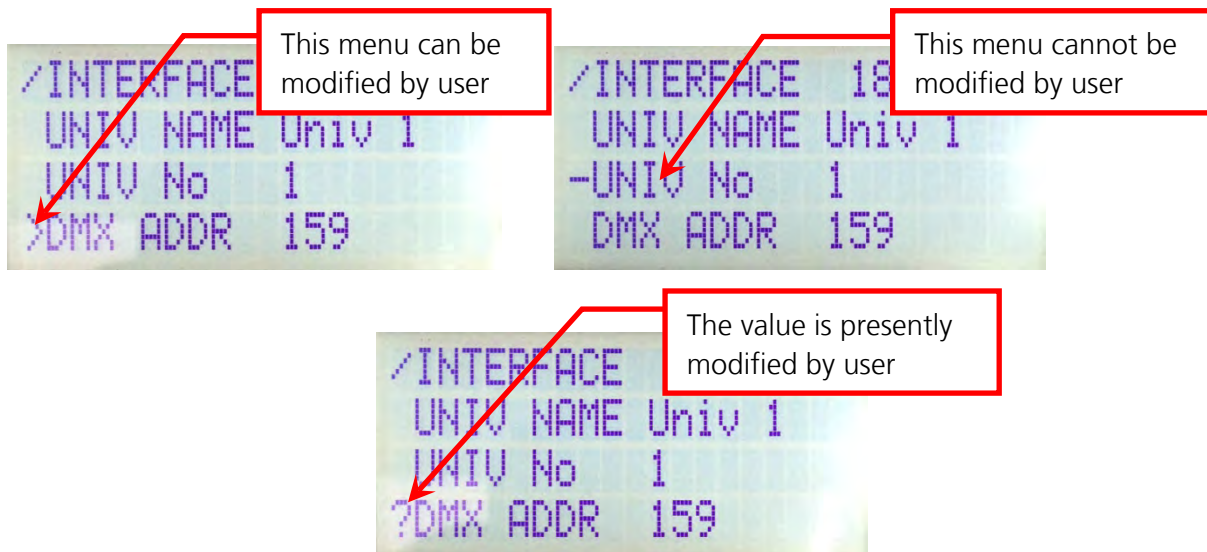 This menu can be
modified by user
/INTERFACE
UNIV NAME Univ 1
UNIV No 1
>DMX ADDR 159
This menu cannot be
modified by user
/INTERFACE 18
UNIV NAME Univ 1
-UNIV No 1
DMX ADDR 159
The value is presently
modified by user
/INTERFACE
UNIV NAME Univ 1
UNIV No 1
?DMX ADDR 159